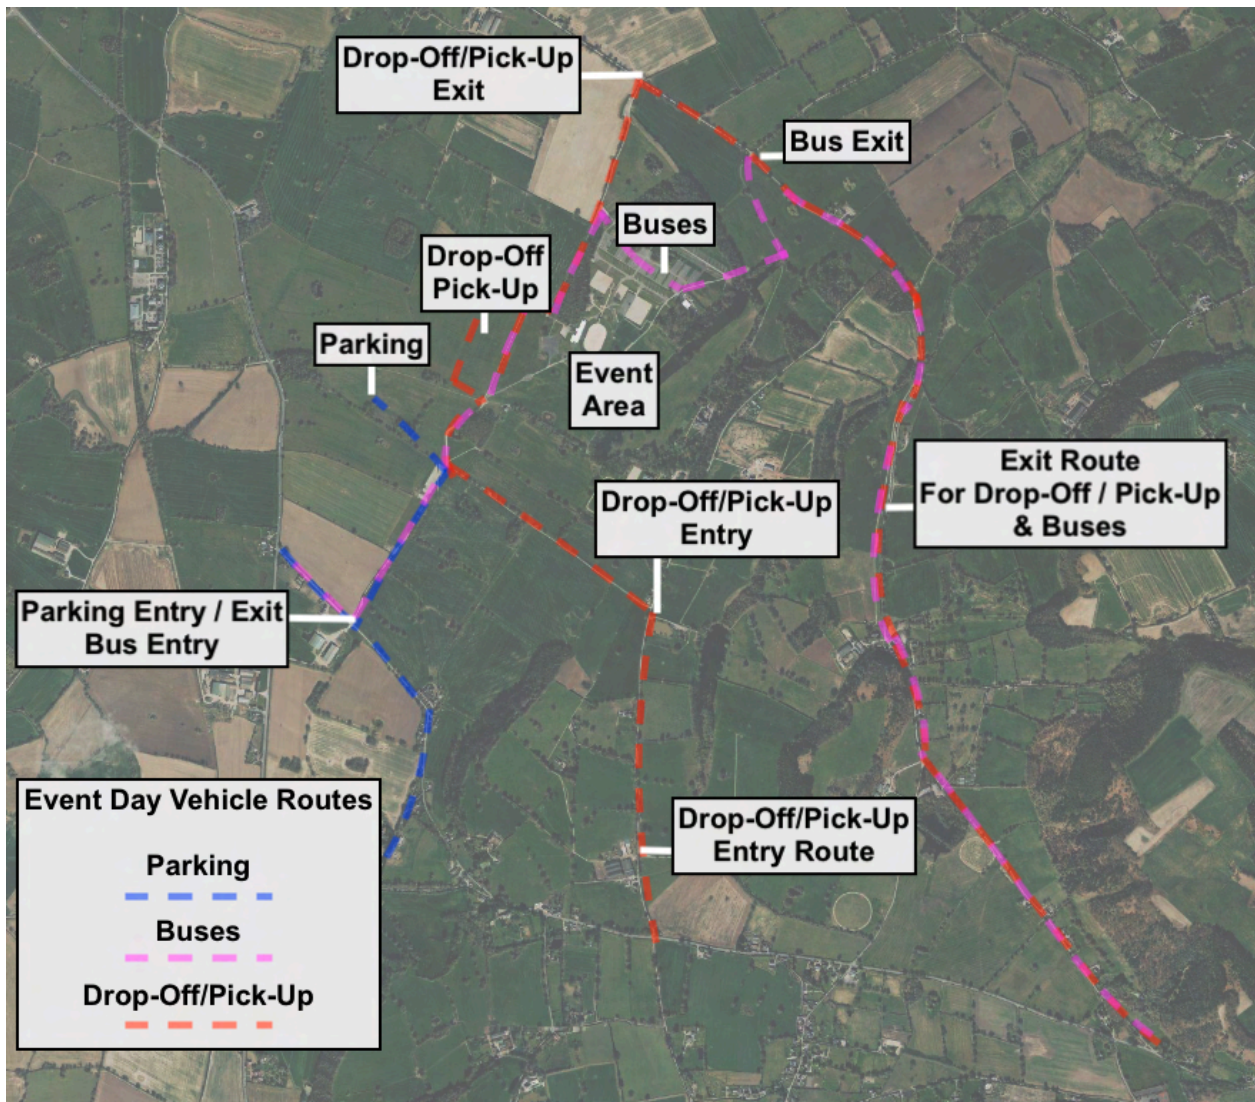 Drop-Off/Pick-Up
Exit
Bus Exit
Buses
Drop-Off
Pick-Up
Parking
Event
Area
Exit Route
For Drop-Off / Pick-Up
& Buses
Drop-Off/Pick-Up
Entry
Parking Entry / Exit
Bus Entry
Drop-Off/Pick-Up
Entry Route
Event Day Vehicle Routes
Parking
Buses
Drop-Off/Pick-Up